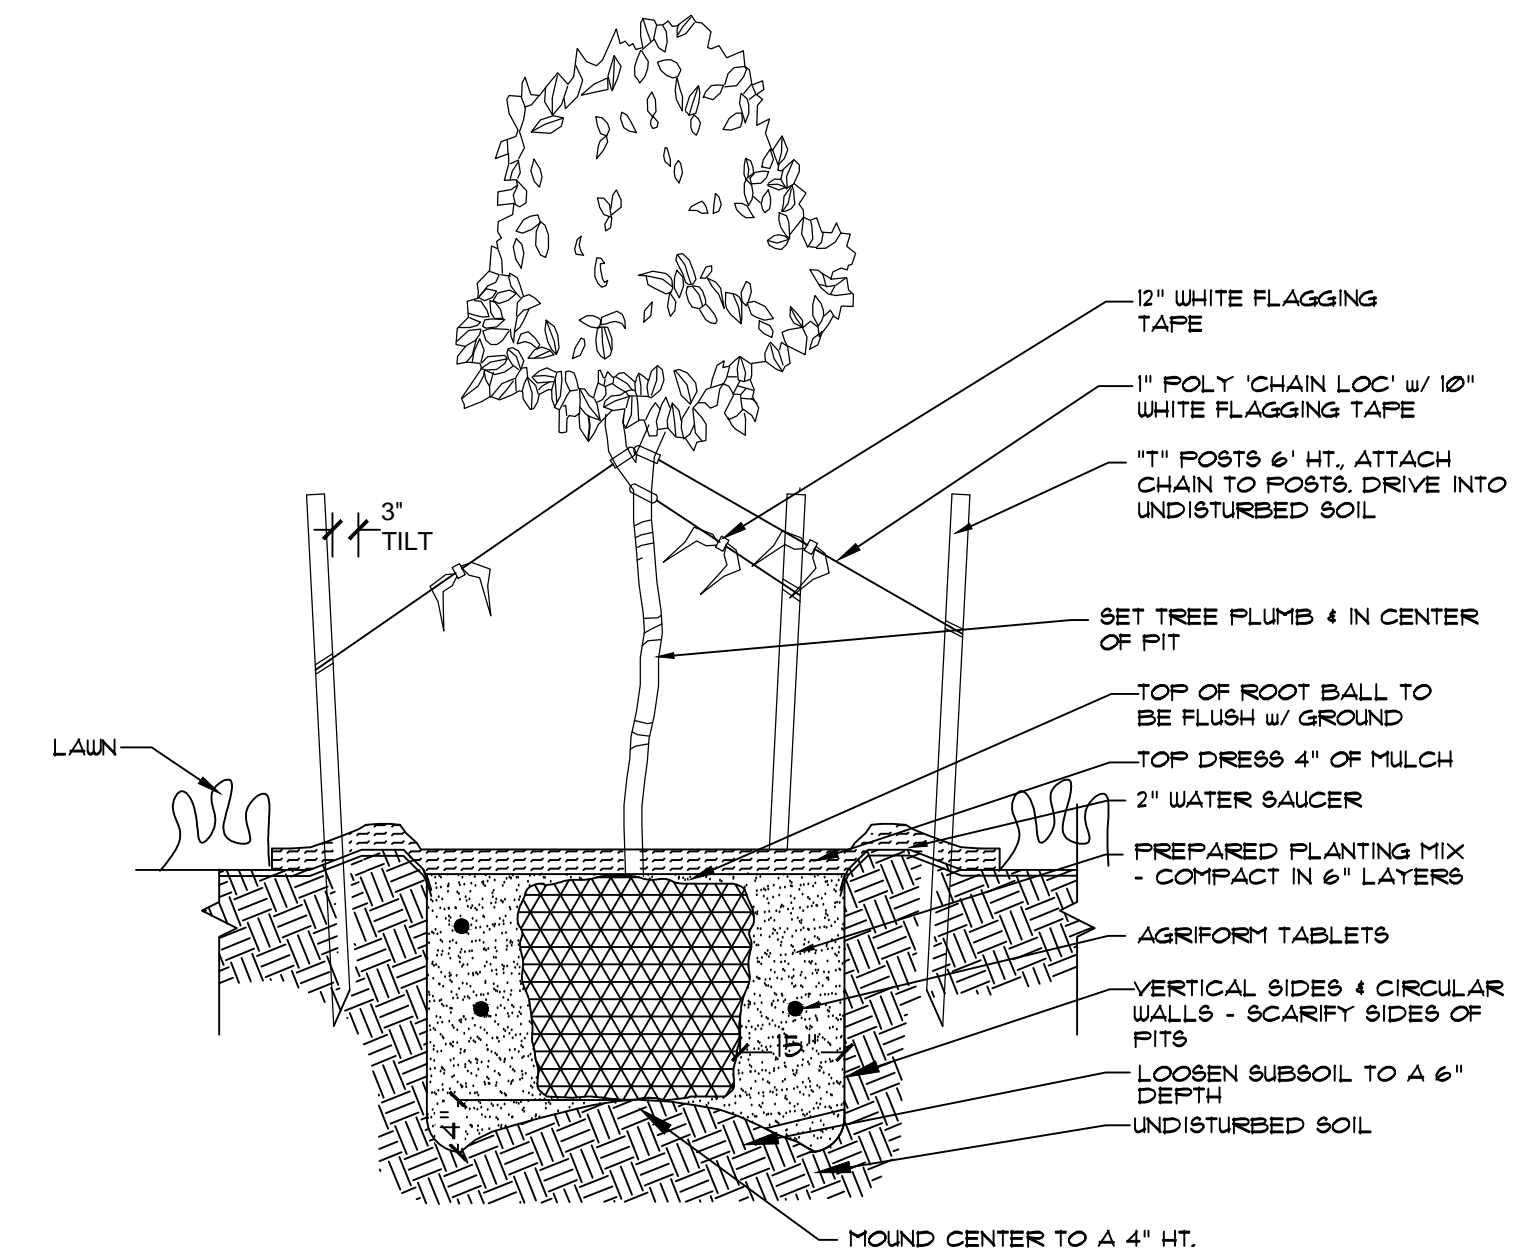 12" WHITE FLAGGING
TAPE
1" POLY 'CHAIN LOC' w/ 10"
WHITE FLAGGING TAPE
"T" POSTS 6' HT., ATTACH
CHAIN TO POSTS. DRIVE INTO
UNDISTURBED SOIL
3"
TILT
SET TREE PLUMB & IN CENTER
OF PIT
TOP OF ROOT BALL TO
BE FLUSH w/ GROUND
LAWN
TOP DRESS 4" OF MULCH
2" WATER SAUCER
PREPARED PLANTING MIX
- COMPACT IN 6" LAYERS
AGRIFORM TABLETS
VERTICAL SIDES & CIRCULAR
WALLS - SCARIFY SIDES OF
PITS
15"
LOOSEN SUBSOIL TO A 6"
DEPTH
4"
UNDISTURBED SOIL
MOUND CENTER TO A 4" HT.